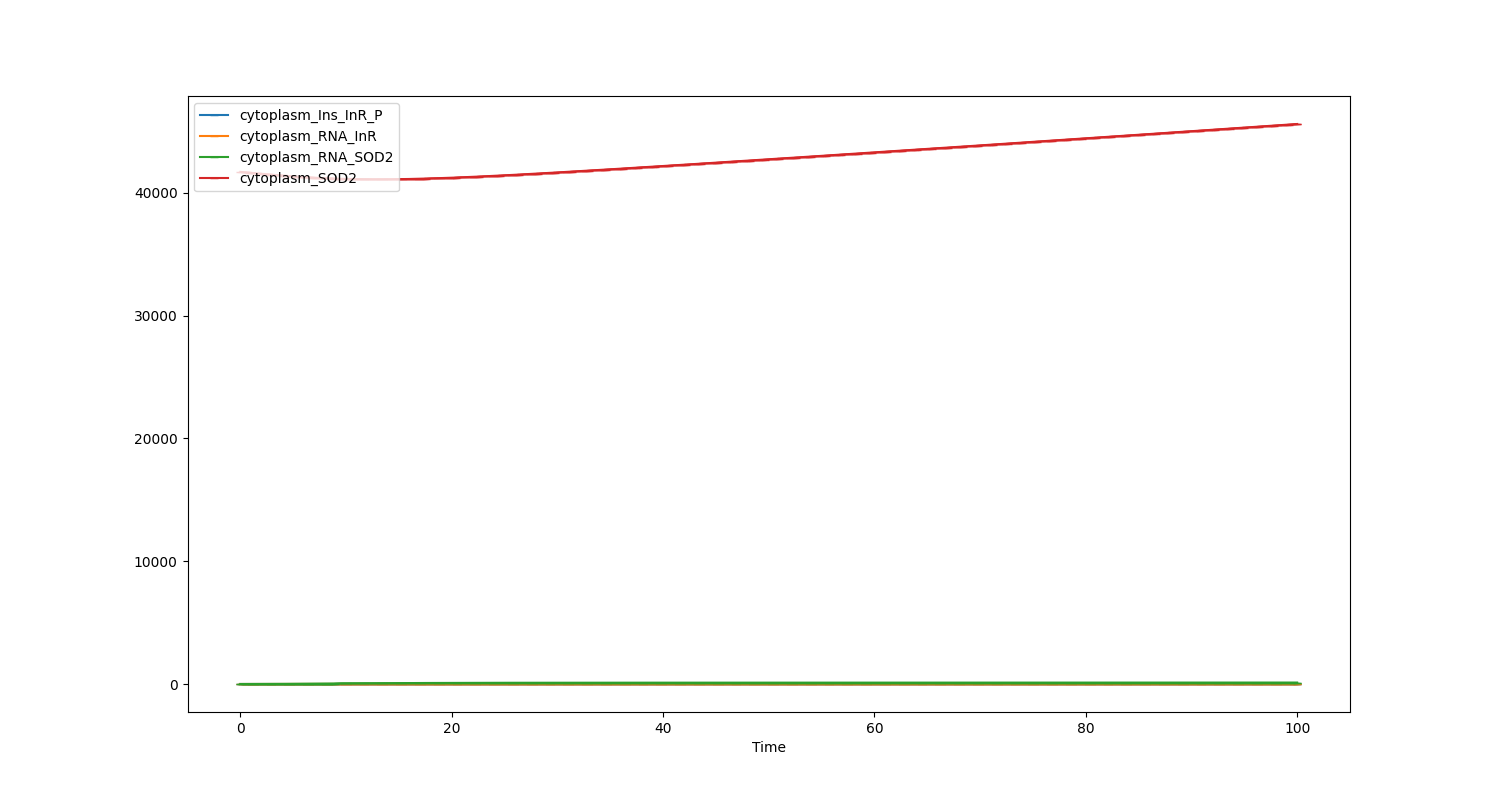 cytoplasm_Ins_InR_P
cytoplasm_RNA_InR
cytoplasm_RNA_SOD2
cytoplasm_SOD2
40000
30000
20000
10000
0
0 20 40 60 80 100
Time